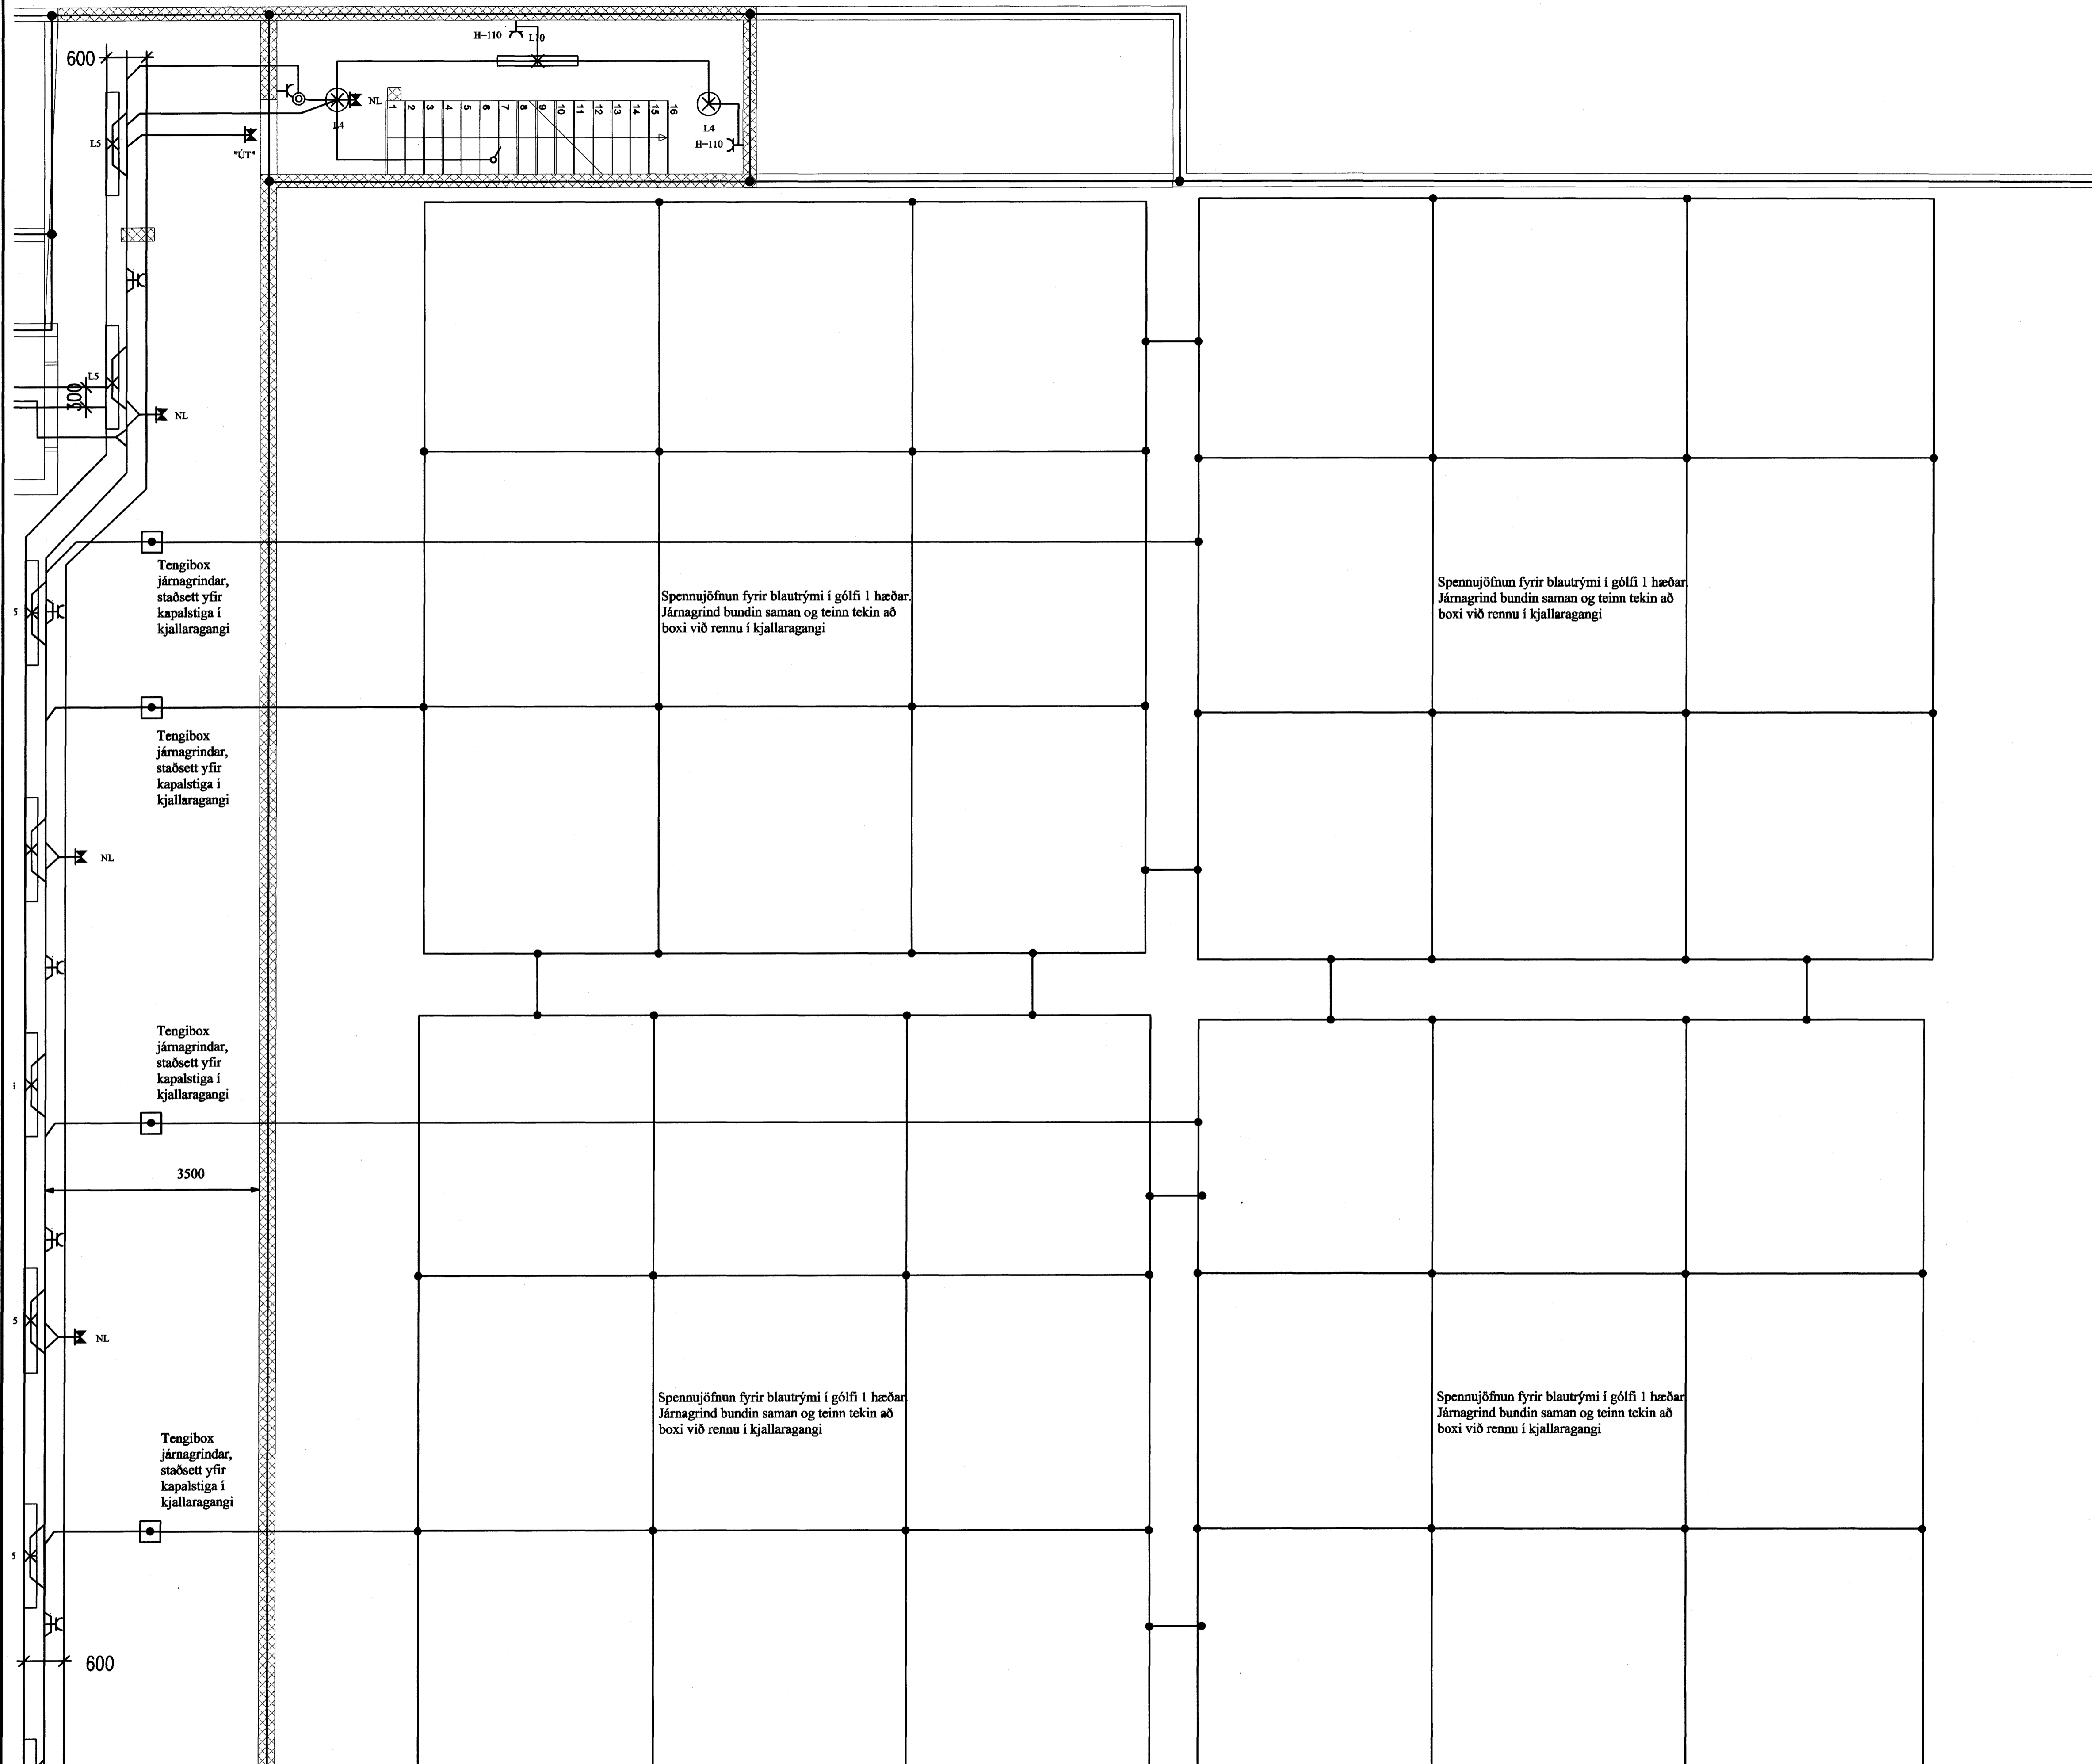 H=110
L10
600
NL
L4
1 2 3 4 5 6 7 8 9 10 11 12 13 14 15 16
L4
H=110
L5
"ÚT"
L5
300
NL
Tengibox
járnagrindar,
staðsett yfir
kapalstiga í
kjallaragangi
Spennujöfnun fyrir blautrými í gólfi 1 hæðar.
Járnagrind bundin saman og teinn tekin að
boxi við rennu í kjallaragangi
Spennujöfnun fyrir blautrými í gólfi 1 hæðar
Járnagrind bundin saman og teinn tekin að
boxi við rennu í kjallaragangi
5
Tengibox
járnagrindar,
staðsett yfir
kapalstiga í
kjallaragangi
NL
Tengibox
járnagrindar,
staðsett yfir
kapalstiga í
kjallaragangi
3500
5
NL
Spennujöfnun fyrir blautrými í gólfi 1 hæðar
Járnagrind bundin saman og teinn tekin að
boxi við rennu í kjallaragangi
Spennujöfnun fyrir blautrými í gólfi 1 hæðar
Járnagrind bundin saman og teinn tekin að
boxi við rennu í kjallaragangi
Tengibox
járnagrindar,
staðsett yfir
kapalstiga í
kjallaragangi
5
600